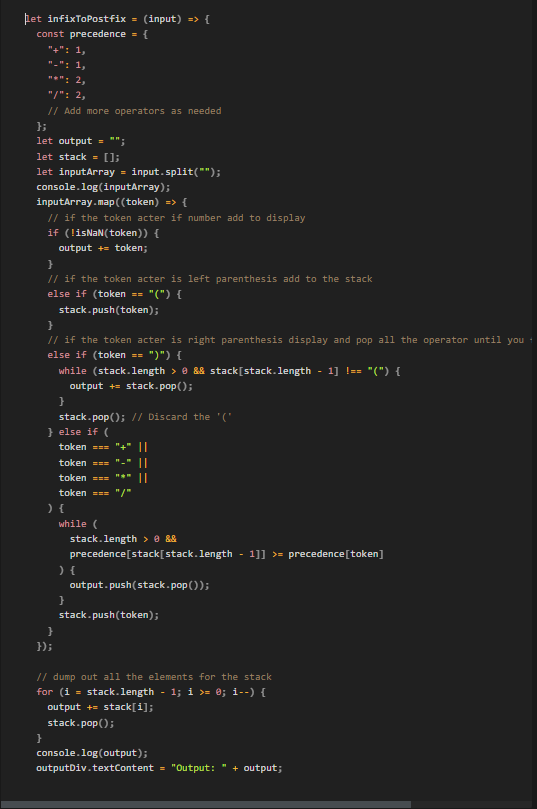 let infixToPostfix = (input) => {
const precedence = {
"+": 1,
"-": 1,
"*": 2,
"/": 2,
// Add more operators as needed
};
let output = "";
let stack = [];
let inputArray = input.split("");
console.log(inputArray);
inputArray.map((token) => {
// if the token acter if number add to display
if (!isNaN(token)) {
output += token;
}
// if the token acter is left parenthesis add to the stack
else if (token == "(") {
stack.push(token);
}
// if the token acter is right parenthesis display and pop all the operator until you
else if (token == ")") {
while (stack.length > 0 && stack[stack.length - 1] !== "(") {
output += stack.pop();
}
stack.pop(); // Discard the '('
} else if (
token === "+" ||
token === "-" ||
token === "*" ||
token === "/"
) {
while (
stack.length > 0 &&
precedence[stack[stack.length - 1]] >= precedence[token]
) {
output.push(stack.pop());
}
stack.push(token);
}
});
// dump out all the elements for the stack
for (i = stack.length - 1; i >= 0; i--) {
output += stack[i];
stack.pop();
}
console.log(output);
outputDiv.textContent = "Output: " + output;